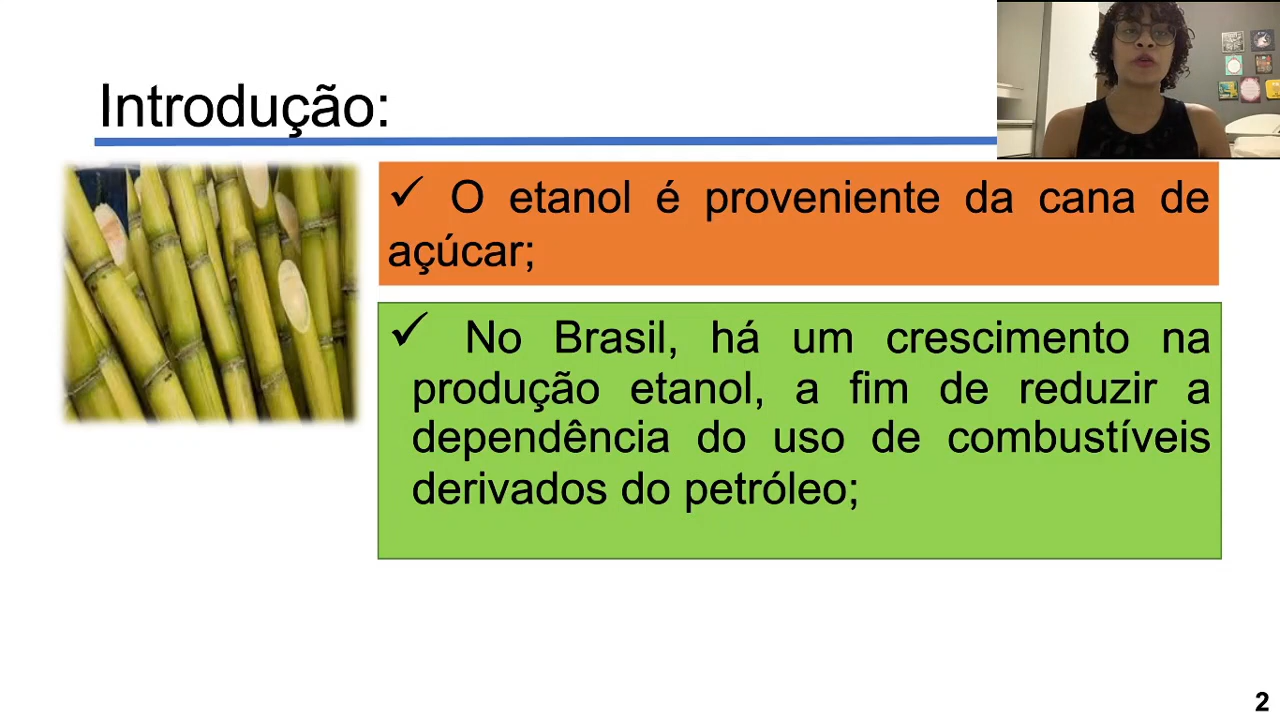 Introdução:
✓ O etanol é proveniente da cana de
açúcar;
✓ No Brasil, há um crescimento na
produção etanol, a fim de reduzir a
dependência do uso de combustíveis
derivados do petróleo;
2